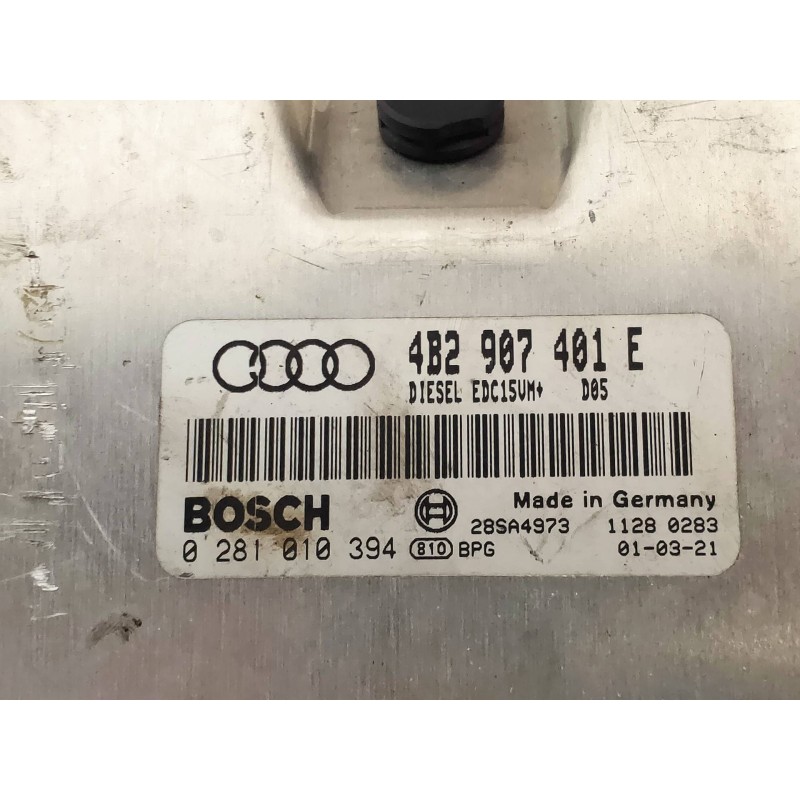 4B2 907 401 E
DIESEL EDC15VM+ D05
BOSCH
Made in Germany
28SA4973 1128 0283
0 281 010 394 810 BPG 01-03-21